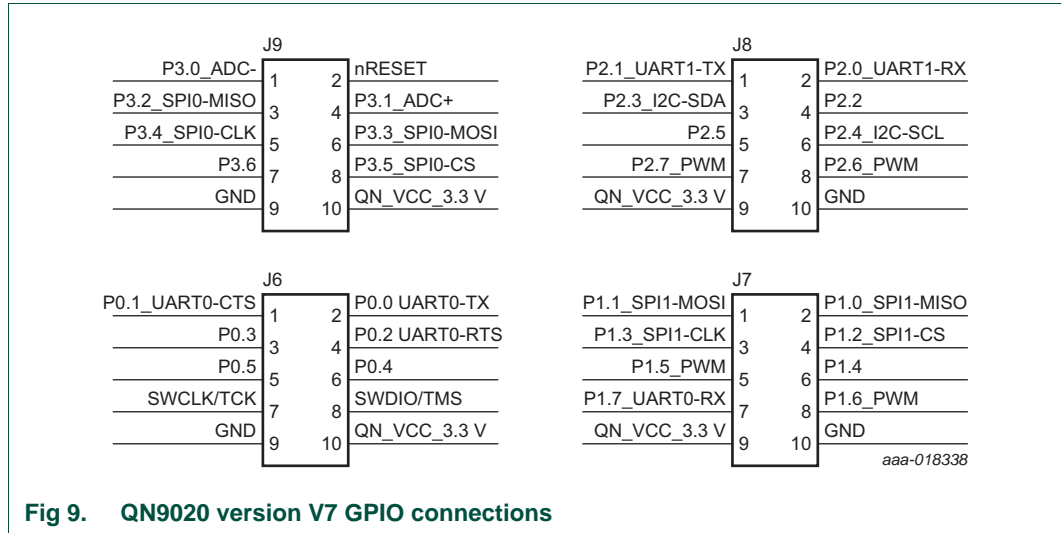 J9
P3.0_ADC- 1 2 nRESET
P3.2_SPI0-MISO 3 4 P3.1_ADC+
P3.4_SPI0-CLK 5 6 P3.3_SPI0-MOSI
P3.6 7 8 P3.5_SPI0-CS
GND 9 10 QN_VCC_3.3 V
J8
P2.1_UART1-TX 1 2 P2.0_UART1-RX
P2.3_I2C-SDA 3 4 P2.2
P2.5 5 6 P2.4_I2C-SCL
P2.7_PWM 7 8 P2.6_PWM
QN_VCC_3.3 V 9 10 GND
J6
P0.1_UART0-CTS 1 2 P0.0 UART0-TX
P0.3 3 4 P0.2 UART0-RTS
P0.5 5 6 P0.4
SWCLK/TCK 7 8 SWDIO/TMS
GND 9 10 QN_VCC_3.3 V
J7
P1.1_SPI1-MOSI 1 2 P1.0_SPI1-MISO
P1.3_SPI1-CLK 3 4 P1.2_SPI1-CS
P1.5_PWM 5 6 P1.4
P1.7_UART0-RX 7 8 P1.6_PWM
QN_VCC_3.3 V 9 10 GND
aaa-018338
Fig 9. QN9020 version V7 GPIO connections